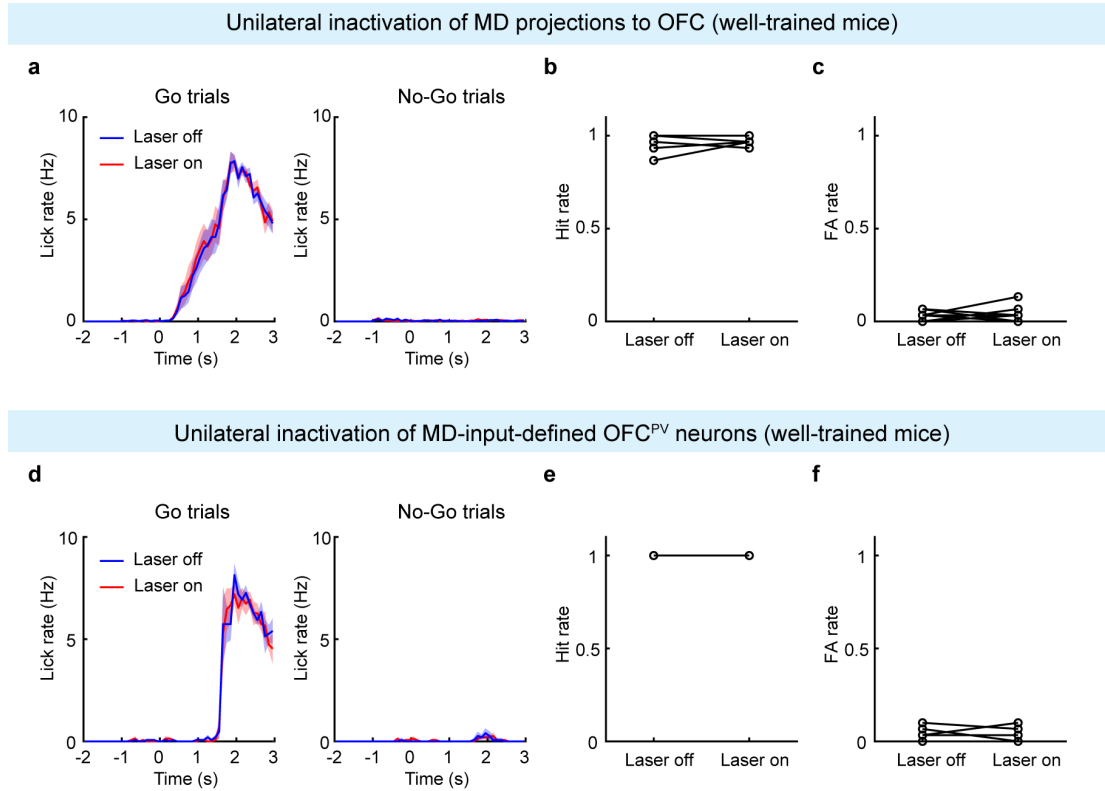 Unilateral inactivation of MD projections to OFC (well-trained mice)
a
b
c
Go trials
No-Go trials
10
5
0
Lick rate (Hz)
Laser off
Laser on
-2 -1 0 1 2 3
Time (s)
10
5
0
Lick rate (Hz)
-2 -1 0 1 2 3
Time (s)
1
0.5
0
Hit rate
Laser off Laser on
1
0.5
0
FA rate
Laser off Laser on
Unilateral inactivation of MD-input-defined OFCᴾⱽ neurons (well-trained mice)
d
e
f
Go trials
No-Go trials
10
5
0
Lick rate (Hz)
Laser off
Laser on
-2 -1 0 1 2 3
Time (s)
10
5
0
Lick rate (Hz)
-2 -1 0 1 2 3
Time (s)
1
0.5
0
Hit rate
Laser off Laser on
1
0.5
0
FA rate
Laser off Laser on